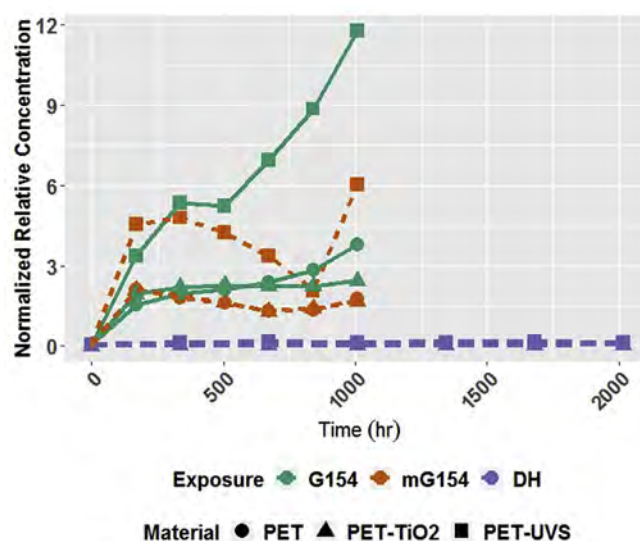 Normalized Relative Concentration
12
9
6
3
0
0
500
1000
1500
2000
Time (hr)
Exposure G154 mG154 DH
Material PET PET-TiO2 PET-UVS